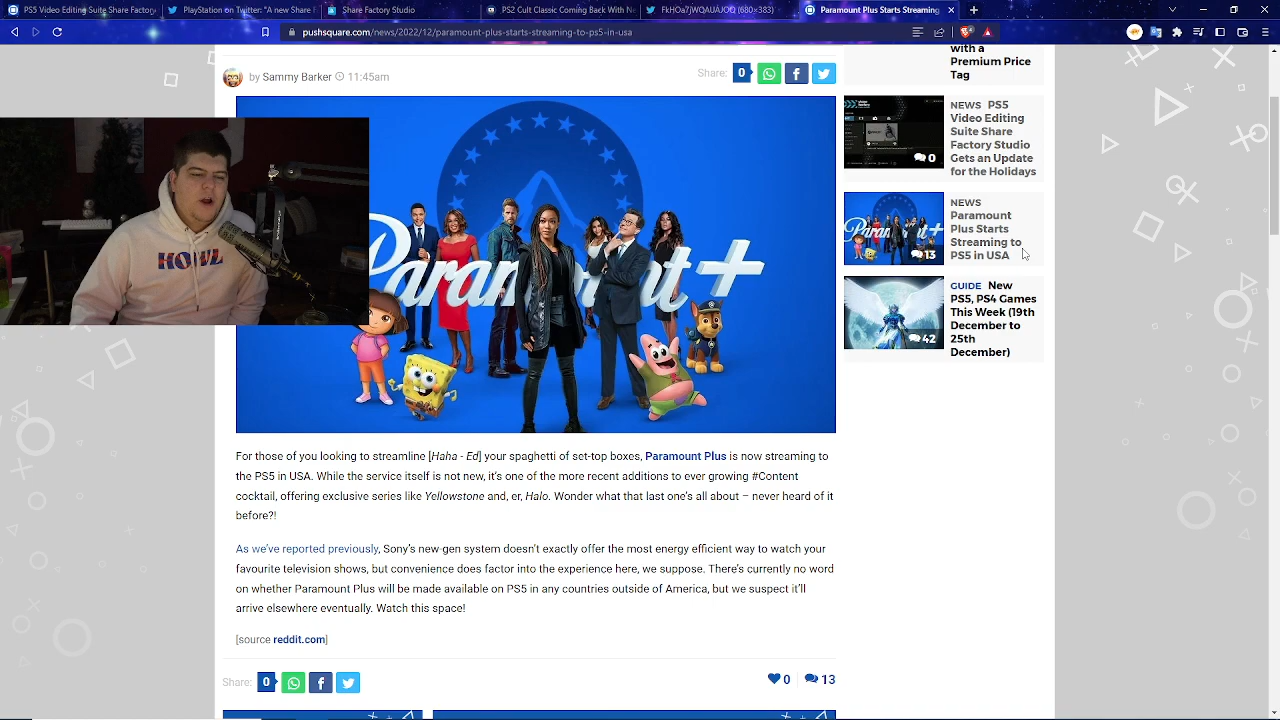 PS5 Video Editing Suite Share Factory
PlayStation on Twitter: "A new Share F
Share Factory Studio
PS2 Cult Classic Coming Back With N
FkHOa7jWQAUAJOQ (680×383)
Paramount Plus Starts Streaming
pushsquare.com/news/2022/12/paramount-plus-starts-streaming-to-ps5-in-usa
by Sammy Barker 11:45am
Share: 0
Paramount+
HOWL
For those of you looking to streamline [Haha - Ed] your spaghetti of set-top boxes, Paramount Plus is now streaming
to the PS5 in USA. While the service itself is not new, it's one of the more recent additions to ever growing #Content
cocktail, offering exclusive series like Yellowstone and, er, Halo. Wonder what that last one's all about – never heard of it
before?!
As we've reported previously, Sony's new-gen system doesn't exactly offer the most energy efficient way to watch your
favourite television shows, but convenience does factor into the experience here, we suppose. There's currently no word
on whether Paramount Plus will be made available on PS5 in any countries outside of America, but we suspect it'll
arrive elsewhere eventually. Watch this space!
[source reddit.com]
Share: 0
0 13
with a
Premium Price
Tag
NEWS PS5
Video Editing
Suite Share
Factory Studio
Gets an Update
for the Holidays
0
NEWS
Paramount
Plus Starts
Streaming to
PS5 in USA
13
GUIDE New
PS5, PS4 Games
This Week (19th
December to
25th
December)
42